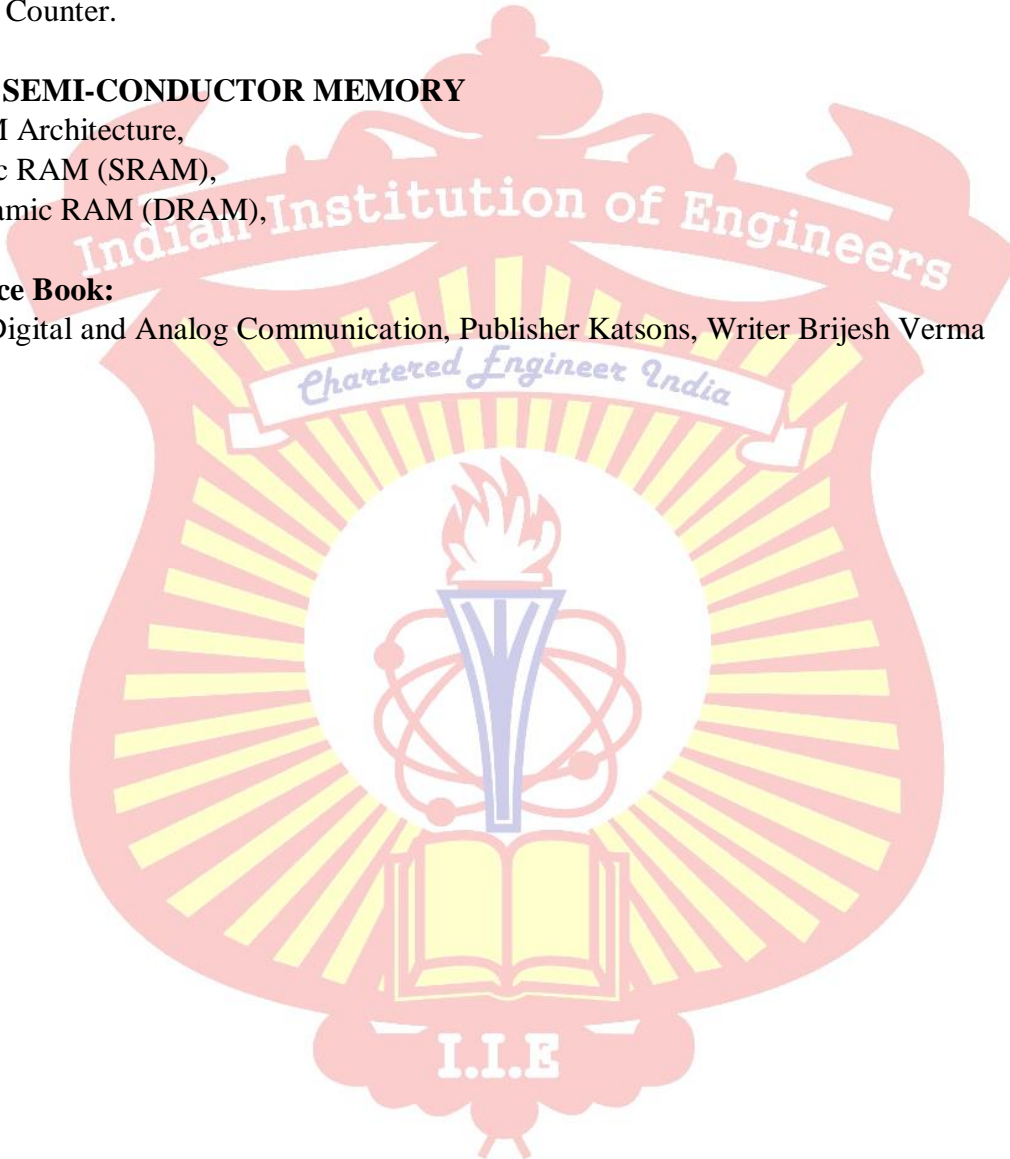 Counter.
SEMI-CONDUCTOR MEMORY
M Architecture,
c RAM (SRAM),
amic RAM (DRAM),
Indian Institution of Engineers
ce Book:
Digital and Analog Communication, Publisher Katsons, Writer Brijesh Verma
Chartered Engineer India
I.I.E